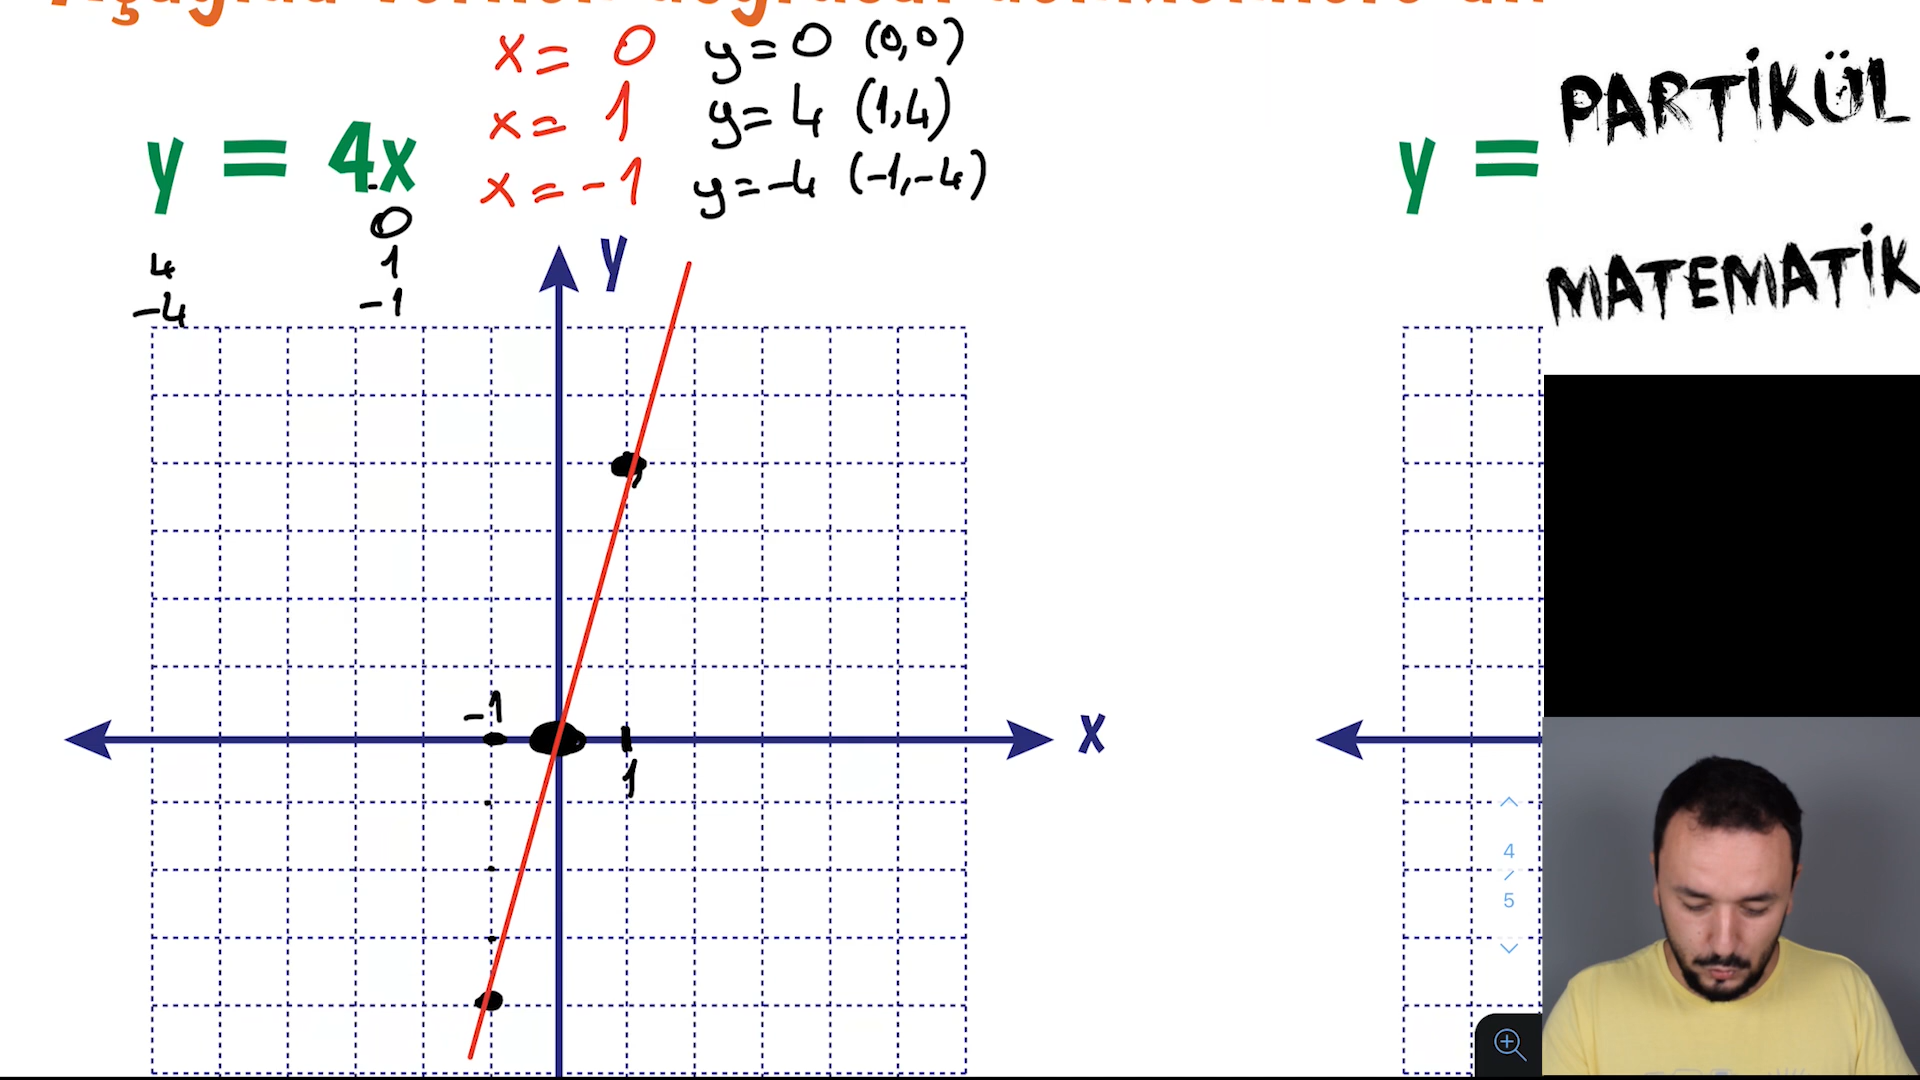 x = 0 y = 0 (0,0)
x = 1 y = 4 (1,4)
x = -1 y = -4 (-1,-4)
y = 4x
0
4 1
-4 -1
y
-1
1
x
y =
PARTİKÜL
MATEMATİK
4
/
5